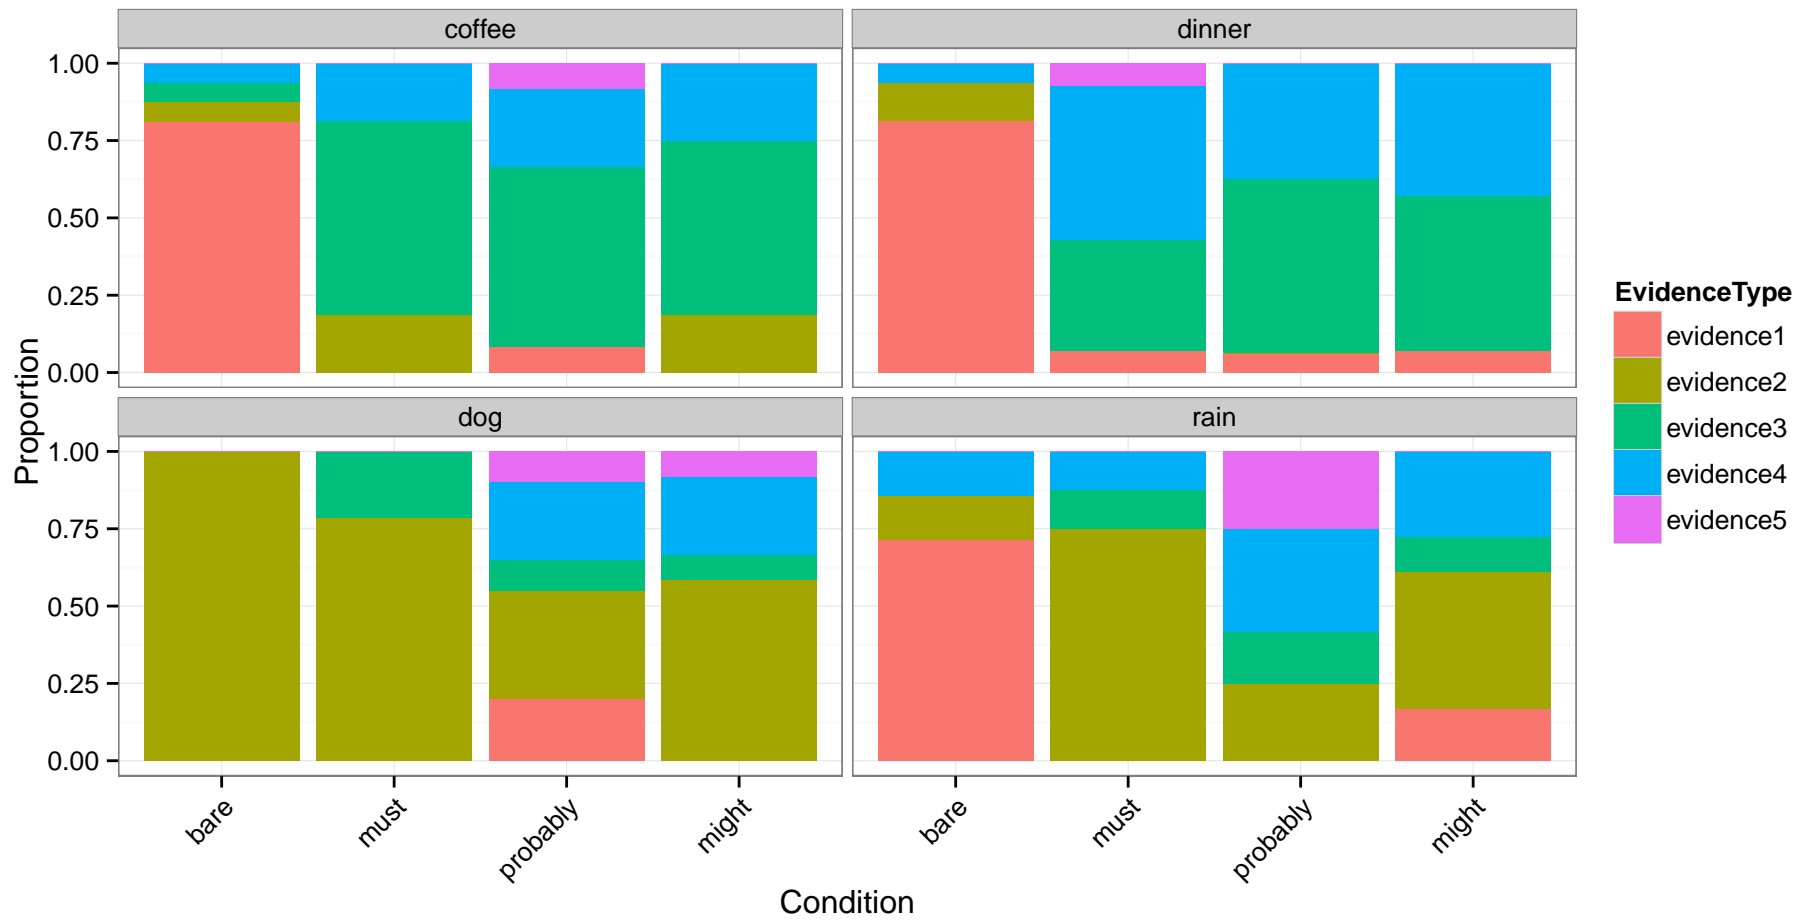 coffee
dinner
1.00
0.75
0.50
0.25
0.00
dog
rain
1.00
0.75
0.50
0.25
0.00
Proportion
bare
must
probably
might
bare
must
probably
might
Condition
EvidenceType
evidence1
evidence2
evidence3
evidence4
evidence5